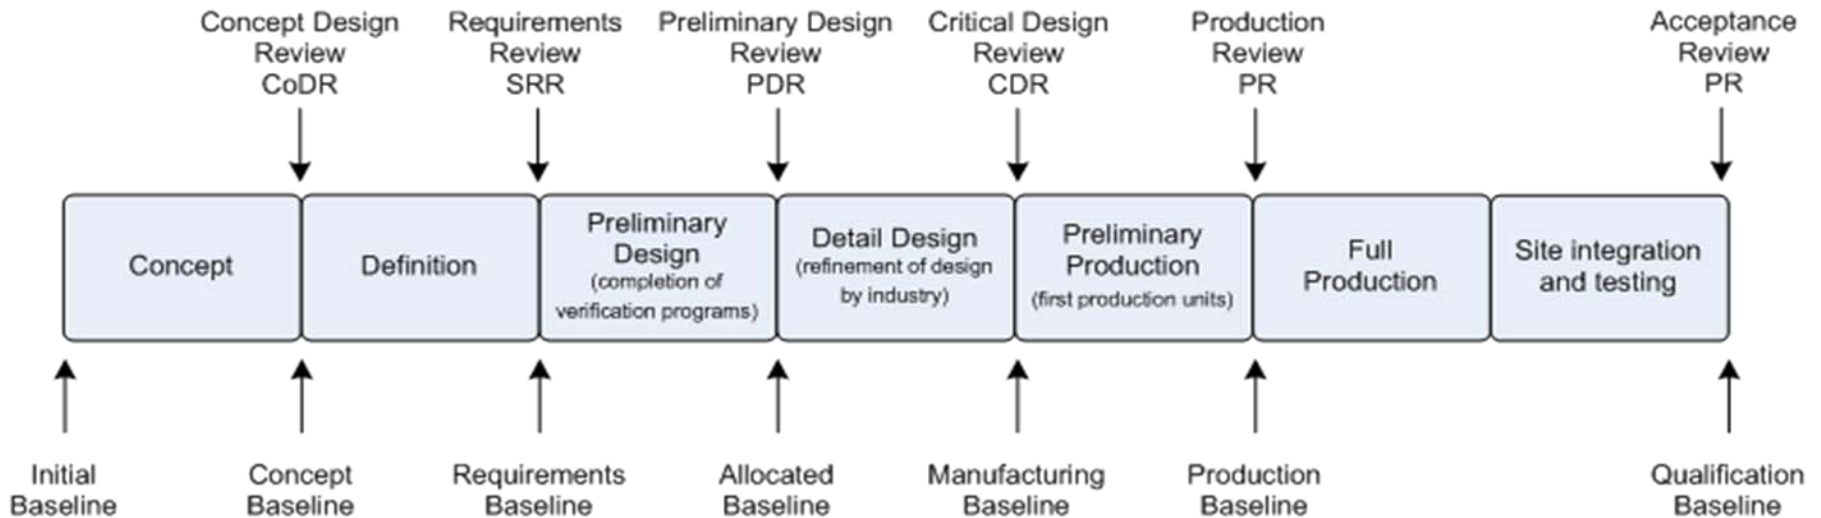 Concept Design
Review
CoDR
Requirements
Review
SRR
Preliminary Design
Review
PDR
Critical Design
Review
CDR
Production
Review
PR
Acceptance
Review
PR
Concept
Definition
Preliminary
Design
(completion of
verification programs)
Detail Design
(refinement of design
by industry)
Preliminary
Production
(first production units)
Full
Production
Site integration
and testing
Initial
Baseline
Concept
Baseline
Requirements
Baseline
Allocated
Baseline
Manufacturing
Baseline
Production
Baseline
Qualification
Baseline